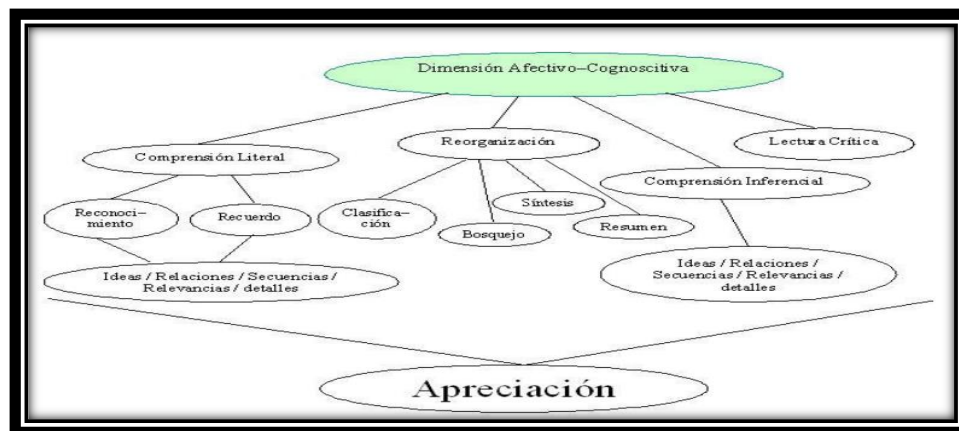 Dimensión Afectivo–Cognoscitiva
Comprensión Literal
Reorganización
Lectura Crítica
Comprensión Inferencial
Reconoci–
miento
Recuerdo
Clasifica–
ción
Bosquejo
Síntesis
Resumen
Ideas / Relaciones / Secuencias /
Relevancias / detalles
Ideas / Relaciones /
Secuencias / Relevancias /
detalles
Apreciación